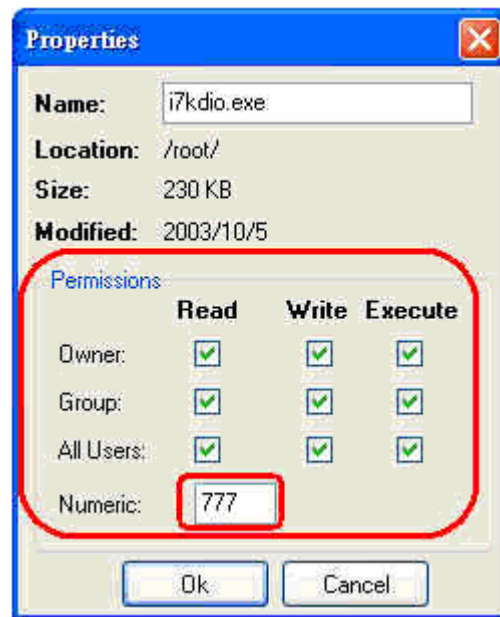 Properties
Name: i7kdio.exe
Location: /root/
Size: 230 KB
Modified: 2003/10/5
Permissions
Read Write Execute
Owner:
Group:
All Users:
Numeric: 777
Ok Cancel